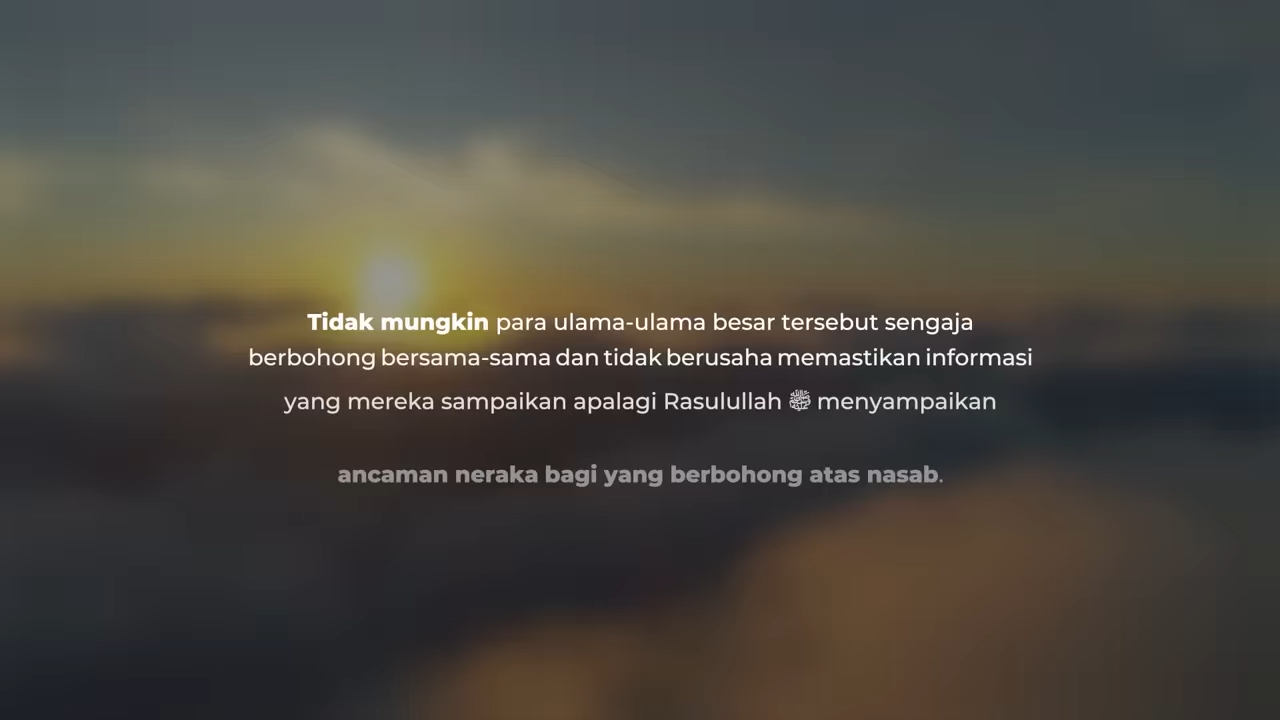 Tidak mungkin para ulama-ulama besar tersebut sengaja
berbohong bersama-sama dan tidak berusaha memastikan informasi
yang mereka sampaikan apalagi Rasulullah ﷺ menyampaikan
ancaman neraka bagi yang berbohong atas nasab.